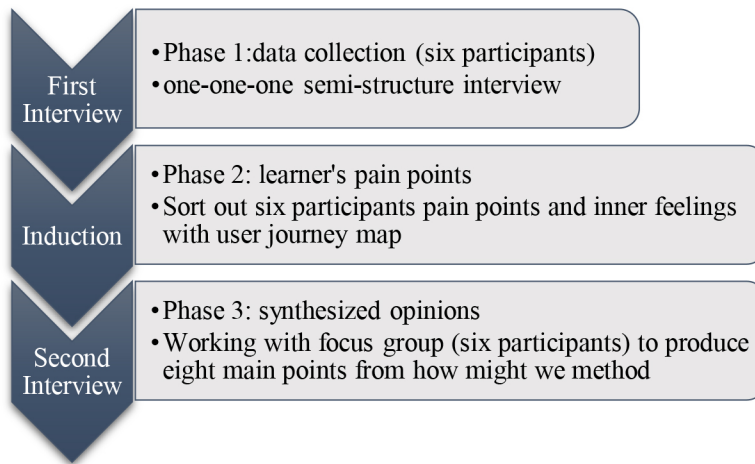 First
Interview
•Phase 1:data collection (six participants)
•one-one-one semi-structure interview
Induction
•Phase 2: learner's pain points
•Sort out six participants pain points and inner feelings
with user journey map
Second
Interview
•Phase 3: synthesized opinions
•Working with focus group (six participants) to produce
eight main points from how might we method